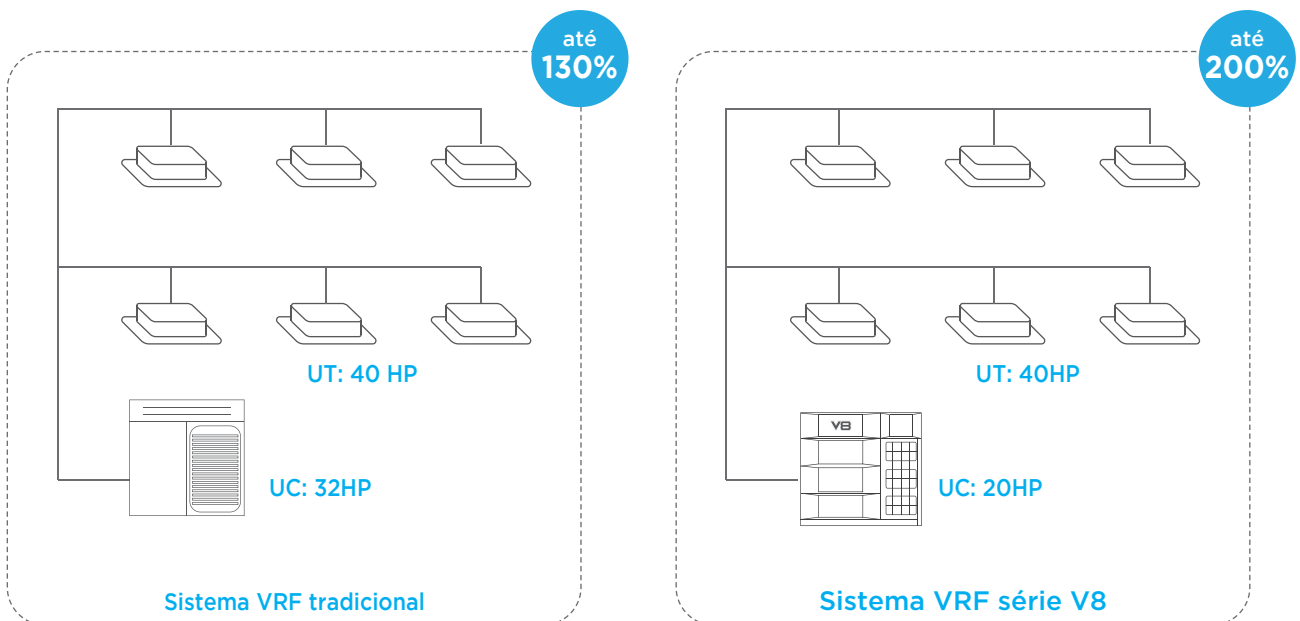 até
130%
UT: 40 HP
UC: 32HP
Sistema VRF tradicional
até
200%
UT: 40HP
V8
UC: 20HP
Sistema VRF série V8